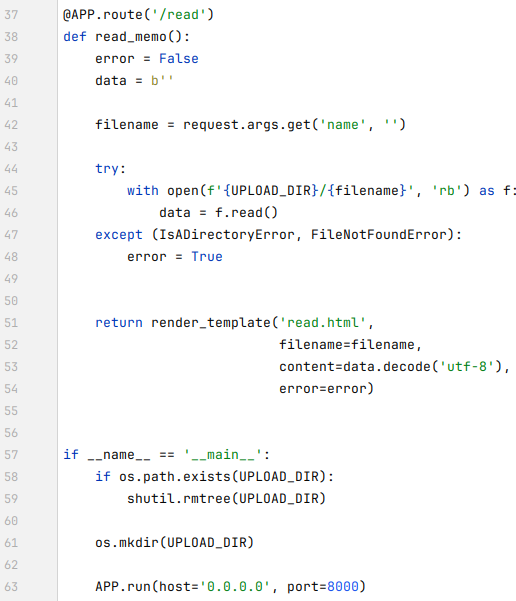 37 @APP.route('/read')
38 def read_memo():
39     error = False
40     data = b''
41
42     filename = request.args.get('name', '')
43
44     try:
45         with open(f'{UPLOAD_DIR}/{filename}', 'rb') as f:
46             data = f.read()
47     except (IsADirectoryError, FileNotFoundError):
48         error = True
49
50
51     return render_template('read.html',
52                            filename=filename,
53                            content=data.decode('utf-8'),
54                            error=error)
55
56
57 if __name__ == '__main__':
58     if os.path.exists(UPLOAD_DIR):
59         shutil.rmtree(UPLOAD_DIR)
60
61     os.mkdir(UPLOAD_DIR)
62
63     APP.run(host='0.0.0.0', port=8000)